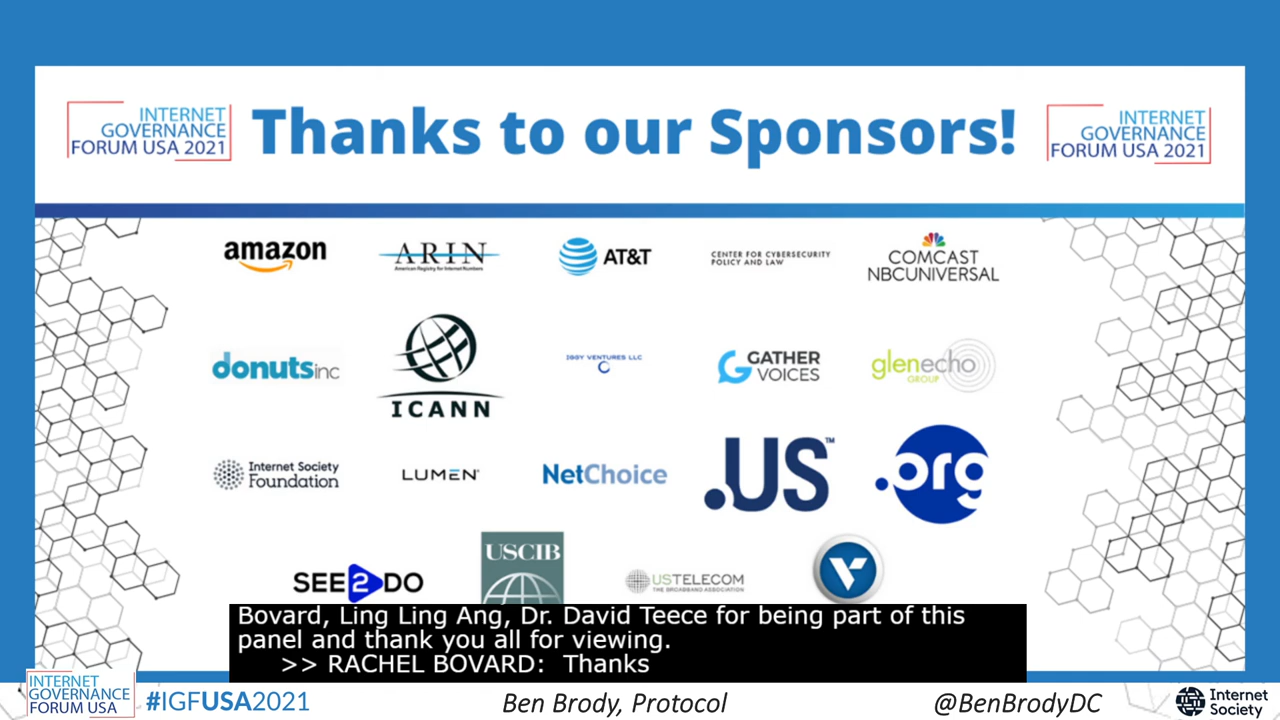 INTERNET
GOVERNANCE
FORUM USA 2021
Thanks to our Sponsors!
INTERNET
GOVERNANCE
FORUM USA 2021
amazon
ARIN
American Registry for Internet Numbers
AT&T
CENTER FOR CYBERSECURITY
POLICY AND LAW
COMCAST
NBCUNIVERSAL
donutsinc
ICANN
IGGY VENTURES LLC
GATHER
VOICES
glenecho
GROUP
Internet Society
Foundation
LUMEN
NetChoice
.US™
.org
SEE2DO
USCIB
USTELECOM
THE BROADBAND ASSOCIATION
V
Bovard, Ling Ling Ang, Dr. David Teece for being part of this
panel and thank you all for viewing.
>> RACHEL BOVARD: Thanks
INTERNET
GOVERNANCE
FORUM USA
#IGFUSA2021
Ben Brody, Protocol
@BenBrodyDC
Internet
Society